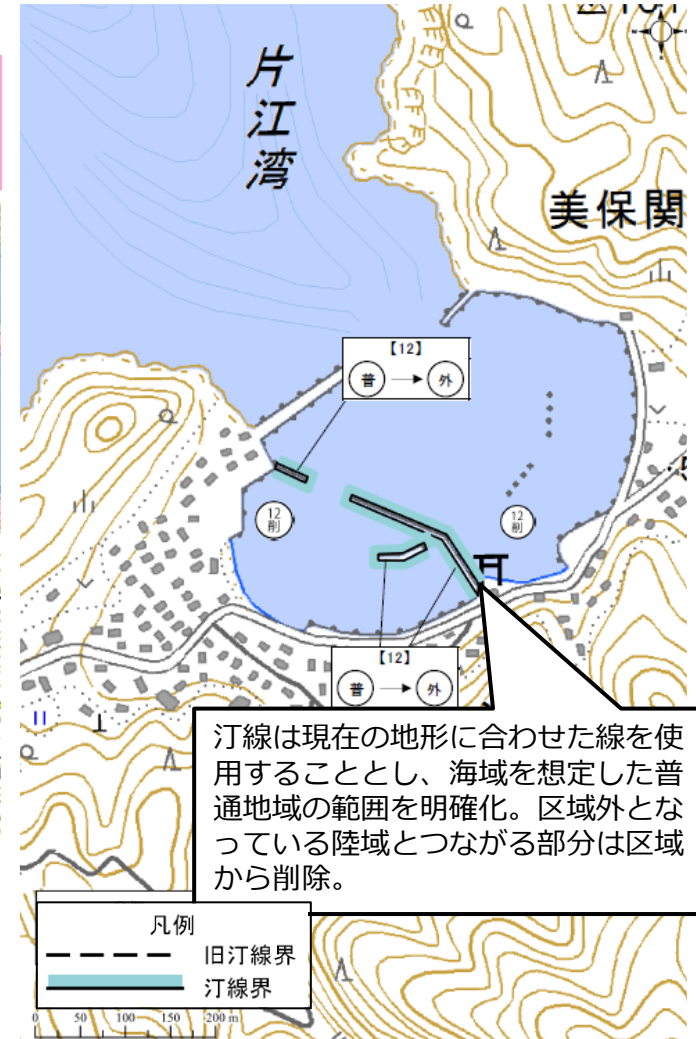 片江湾
美保関
【12】
普 → 外
12
削
12
削
【12】
普 → 外
汀線は現在の地形に合わせた線を使
用することとし、海域を想定した普
通地域の範囲を明確化。区域外とな
っている陸域とつながる部分は区域
から削除。
凡例
旧汀線界
汀線界
0 50 100 150 200 m